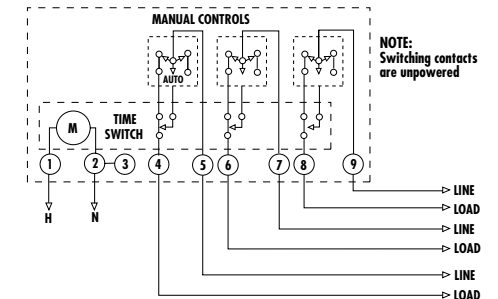 MANUAL CONTROLS
NOTE:
Switching contacts
are unpowered
AUTO
TIME
SWITCH
M
1
2
3
4
5
6
7
8
9
H
N
LINE
LOAD
LINE
LOAD
LINE
LOAD